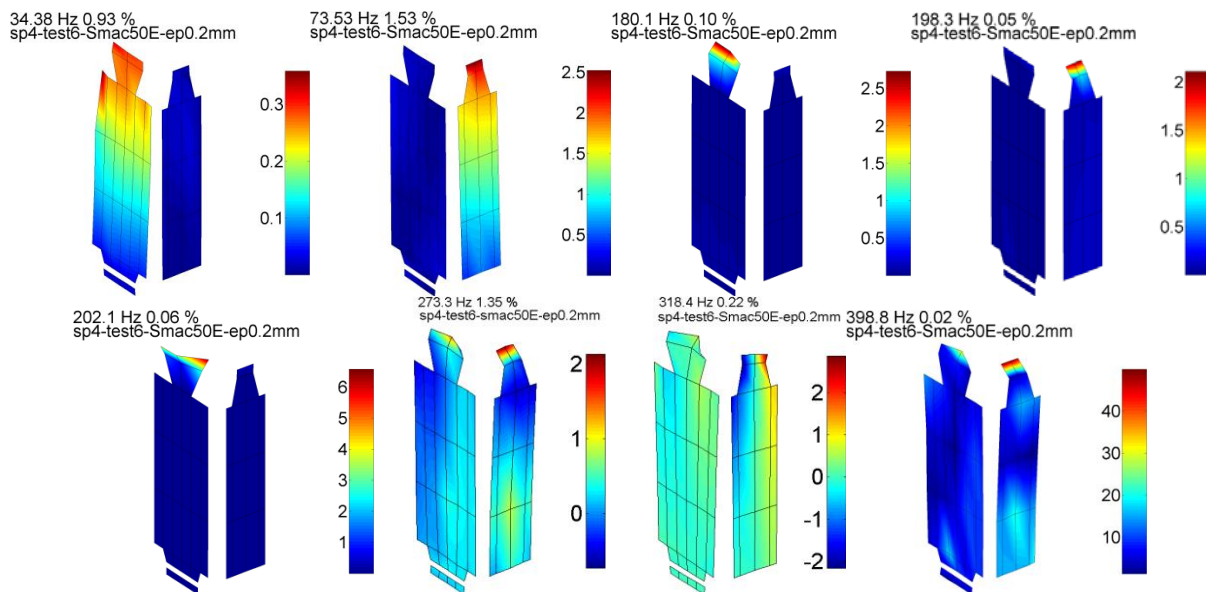 34.38 Hz 0.93 %
sp4-test6-Smac50E-ep0.2mm
0.3
0.2
0.1
73.53 Hz 1.53 %
sp4-test6-Smac50E-ep0.2mm
2.5
2
1.5
1
0.5
180.1 Hz 0.10 %
sp4-test6-Smac50E-ep0.2mm
2.5
2
1.5
1
0.5
198.3 Hz 0.05 %
sp4-test6-Smac50E-ep0.2mm
2
1.5
1
0.5
202.1 Hz 0.06 %
sp4-test6-Smac50E-ep0.2mm
6
5
4
3
2
1
273.3 Hz 1.35 %
sp4-test6-Smac50E-ep0.2mm
2
1
0
318.4 Hz 0.22 %
sp4-test6-Smac50E-ep0.2mm
2
1
0
-1
-2
398.8 Hz 0.02 %
sp4-test6-Smac50E-ep0.2mm
40
30
20
10